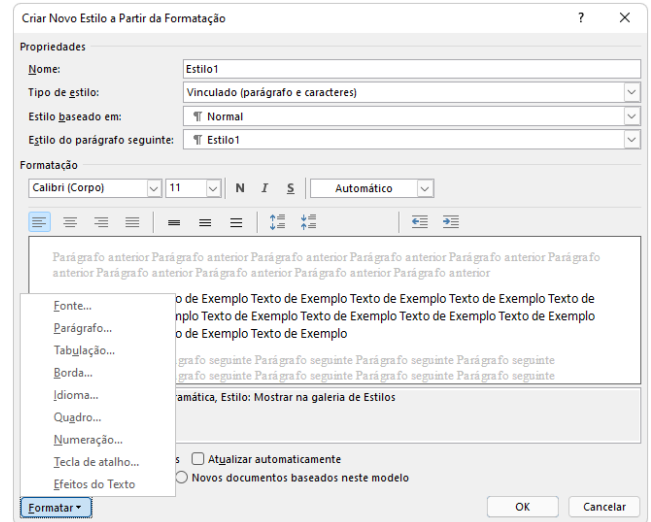 Criar Novo Estilo a Partir da Formatação ? ×
Propriedades
Nome: Estilo1
Tipo de estilo: Vinculado (parágrafo e caracteres)
Estilo baseado em: ¶ Normal
Estilo do parágrafo seguinte: ¶ Estilo1
Formatação
Calibri (Corpo) 11 N I S Automático
Parágrafo anterior Parágrafo anterior Parágrafo anterior Parágrafo anterior Parágrafo anterior Parágrafo
anterior Parágrafo anterior Parágrafo anterior Parágrafo anterior Parágrafo anterior
o de Exemplo Texto de Exemplo Texto de Exemplo Texto de Exemplo Texto de
mplo Texto de Exemplo Texto de Exemplo Texto de Exemplo Texto de Exemplo
o de Exemplo Texto de Exemplo
grafo seguinte Parágrafo seguinte Parágrafo seguinte Parágrafo seguinte
grafo seguinte Parágrafo seguinte Parágrafo seguinte Parágrafo seguinte
ramática, Estilo: Mostrar na galeria de Estilos
s Atualizar automaticamente
Novos documentos baseados neste modelo
Fonte...
Parágrafo...
Tabulação...
Borda...
Idioma...
Quadro...
Numeração...
Tecla de atalho...
Efeitos do Texto
Formatar OK Cancelar